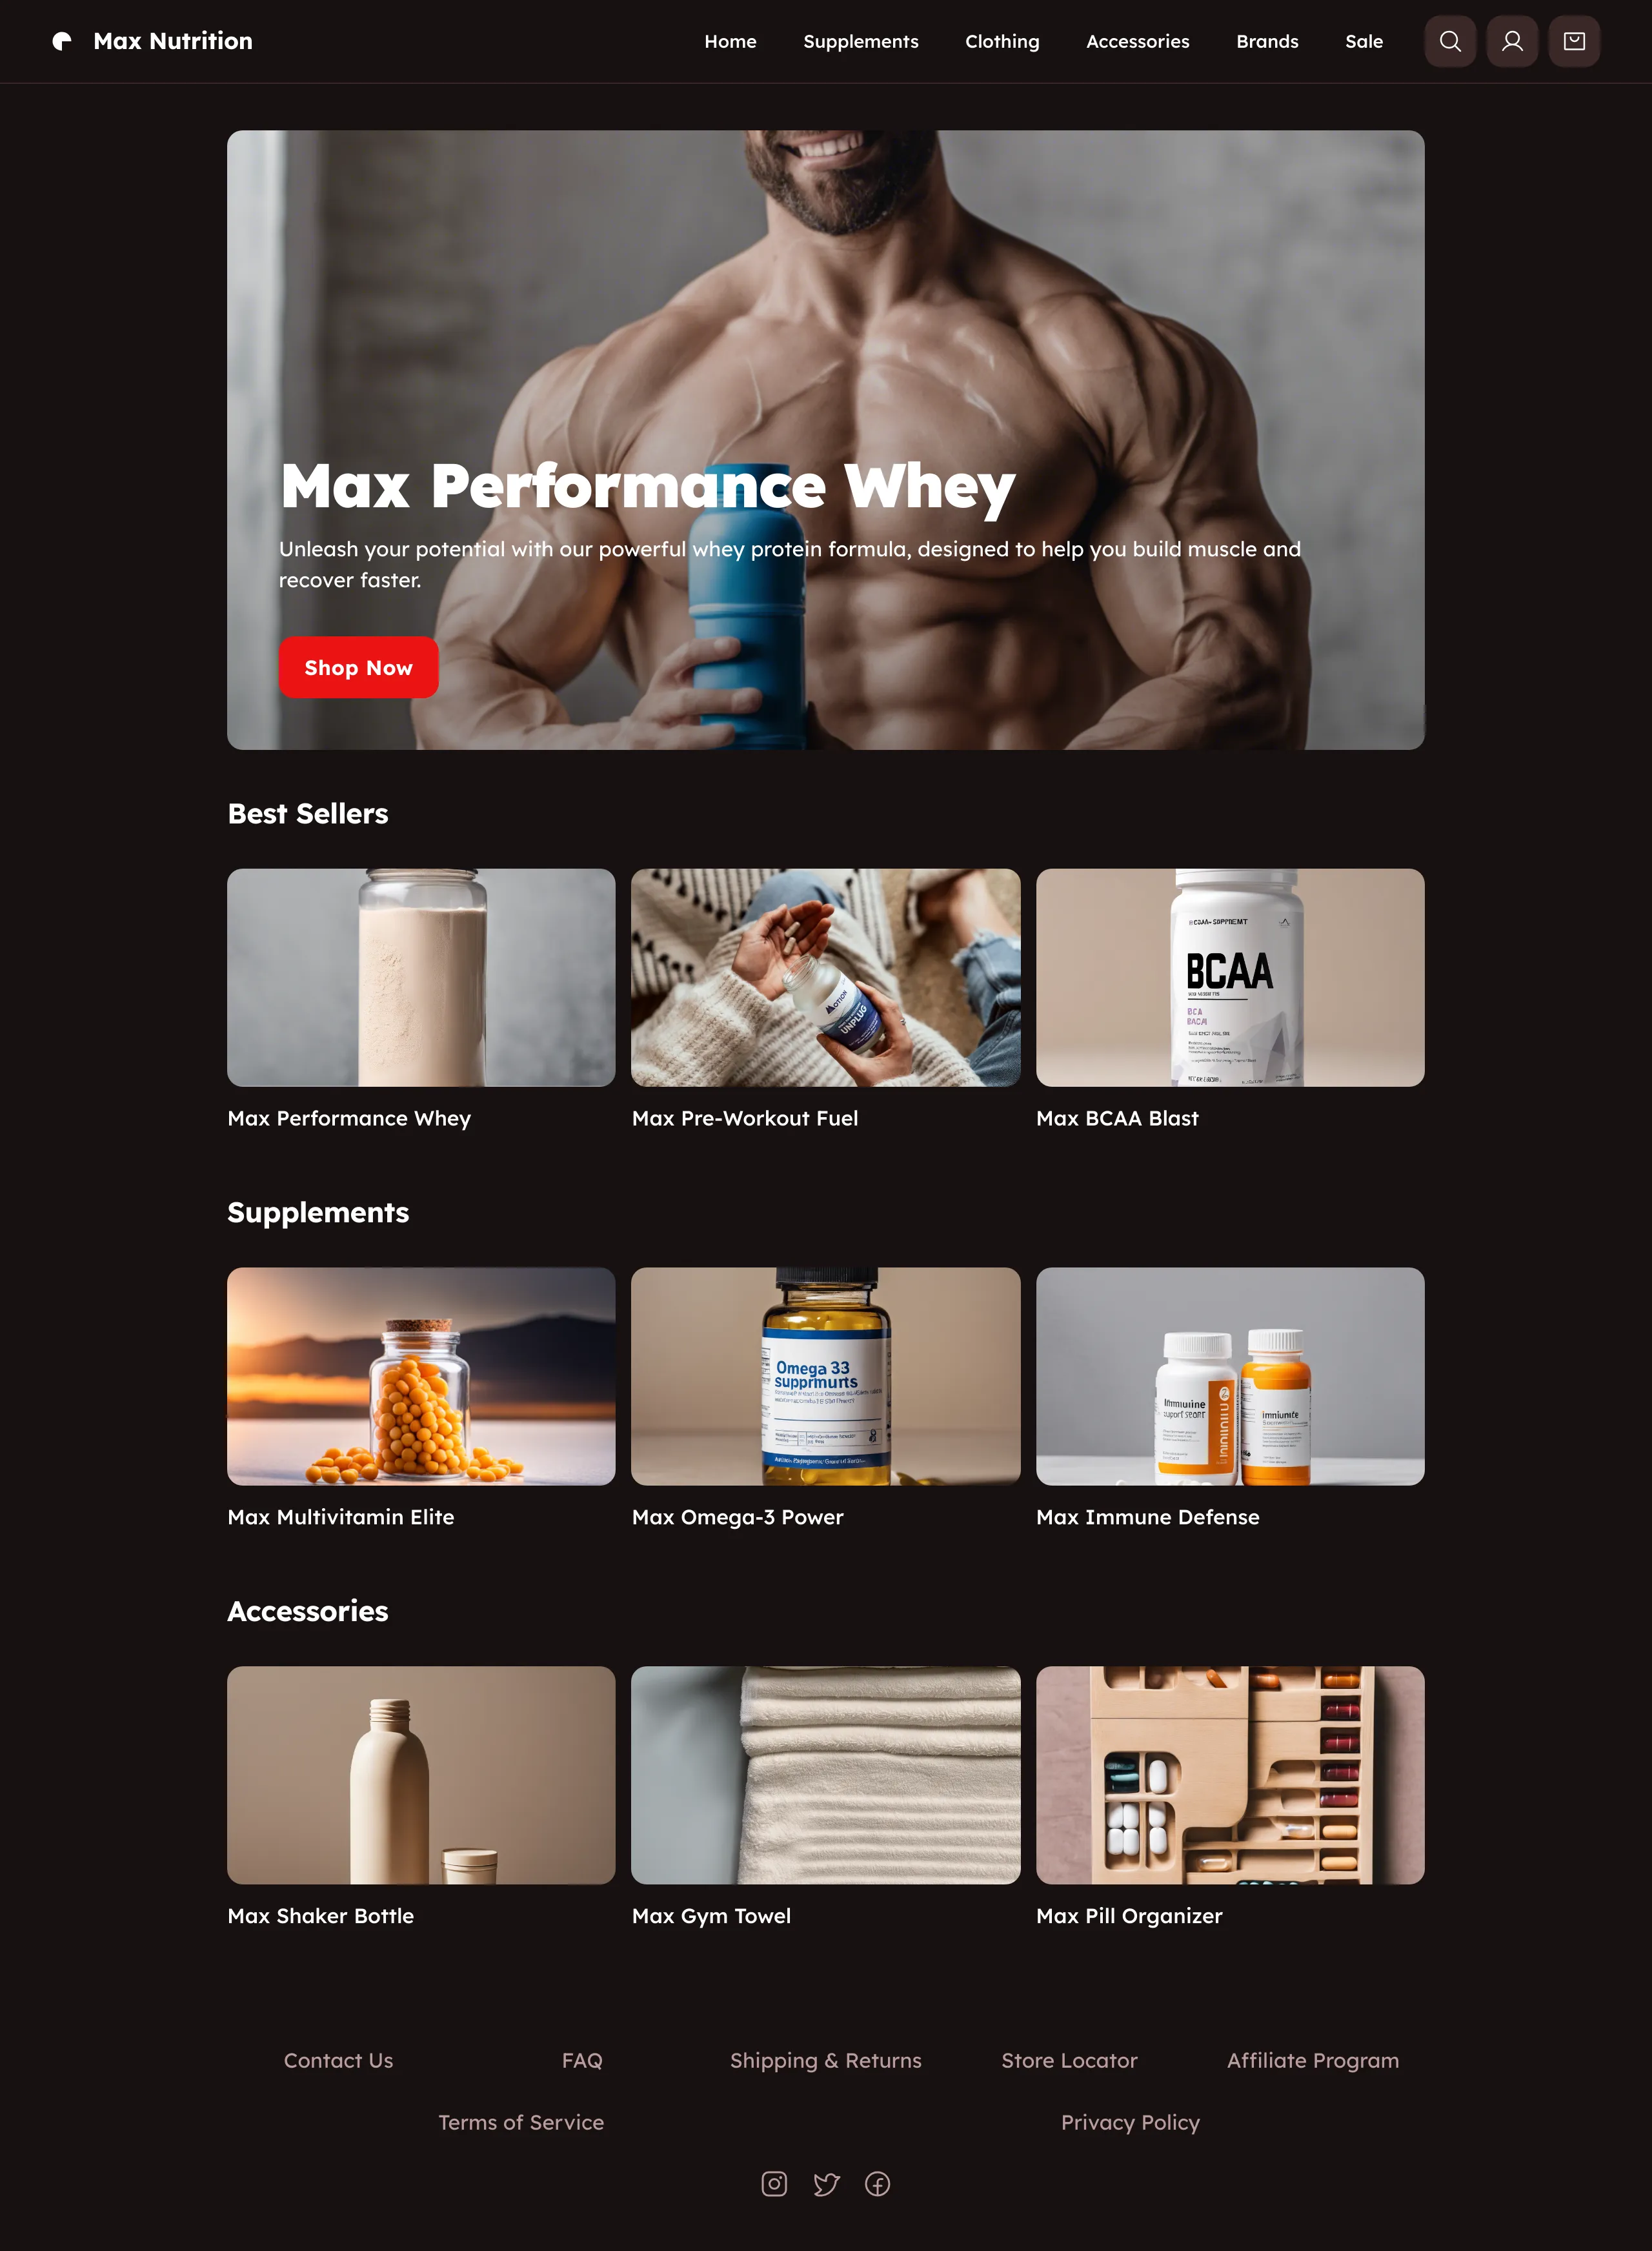 Max Nutrition
Home
Supplements
Clothing
Accessories
Brands
Sale
Max Performance Whey
Unleash your potential with our powerful whey protein formula, designed to help you build muscle and
recover faster.
Shop Now
Best Sellers
MOTION
UNPLUG
BCAA
BCA
Max Performance Whey
Max Pre-Workout Fuel
Max BCAA Blast
Supplements
Omega 33
supprmurts
Max Multivitamin Elite
Max Omega-3 Power
Max Immune Defense
Accessories
Max Shaker Bottle
Max Gym Towel
Max Pill Organizer
Contact Us
FAQ
Shipping & Returns
Store Locator
Affiliate Program
Terms of Service
Privacy Policy